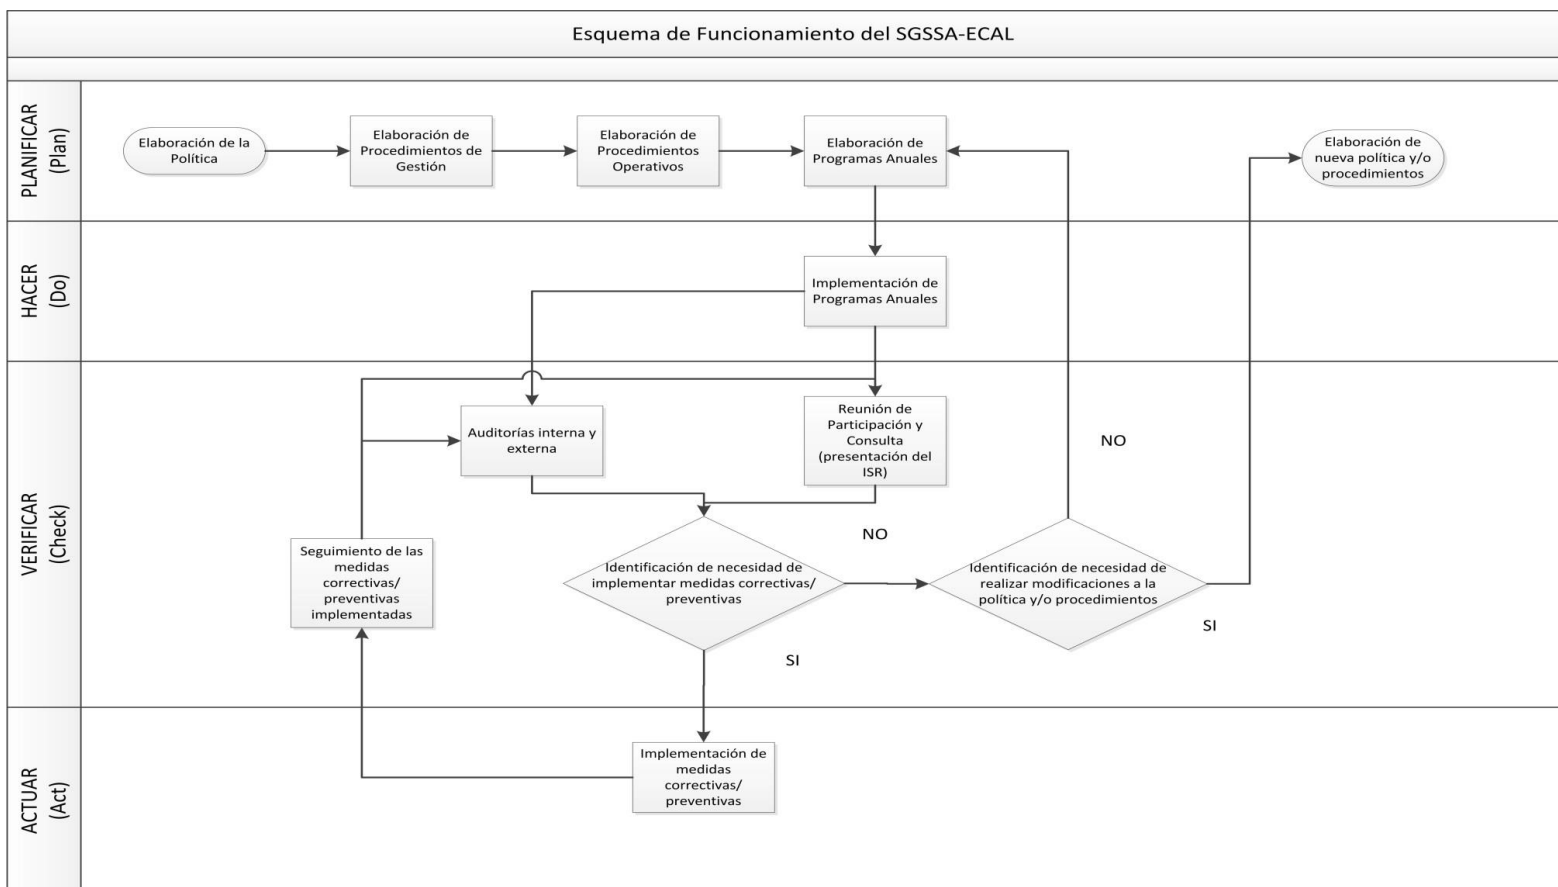 Esquema de Funcionamiento del SGSSA-ECAL
PLANIFICAR
(Plan)
Elaboración de la
Política
Elaboración de
Procedimientos de
Gestión
Elaboración de
Procedimientos
Operativos
Elaboración de
Programas Anuales
Elaboración de
nueva política y/o
procedimientos
HACER
(Do)
Implementación de
Programas Anuales
VERIFICAR
(Check)
Auditorías interna y
externa
Reunión de
Participación y
Consulta
(presentación del
ISR)
NO
NO
Seguimiento de las
medidas
correctivas/
preventivas
implementadas
Identificación de necesidad de
implementar medidas correctivas/
preventivas
Identificación de necesidad de
realizar modificaciones a la
política y/o procedimientos
SI
SI
ACTUAR
(Act)
Implementación de
medidas
correctivas/
preventivas